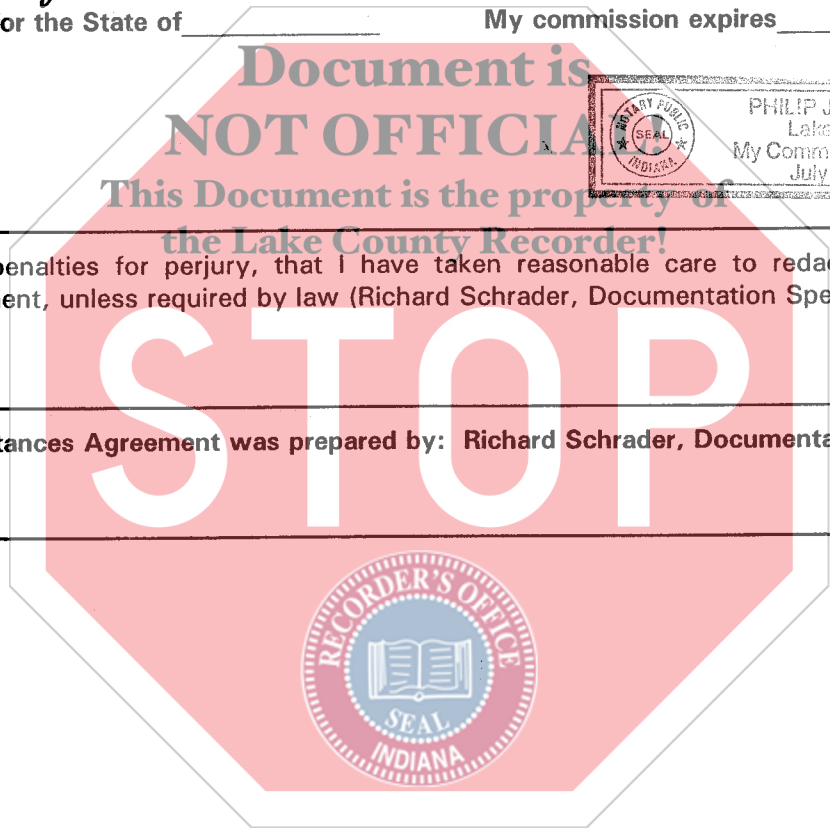 or the State of
My commission expires
Document is
NOT OFFICIAL!
NOTARY PUBLIC
SEAL
INDIANA
PHILIP J
Lake
My Comm
July
This Document is the property of
the Lake County Recorder!
penalties for perjury, that I have taken reasonable care to redac
ent, unless required by law (Richard Schrader, Documentation Spe
STOP
tances Agreement was prepared by: Richard Schrader, Documenta
RECORDER'S OFFICE
SEAL
INDIANA